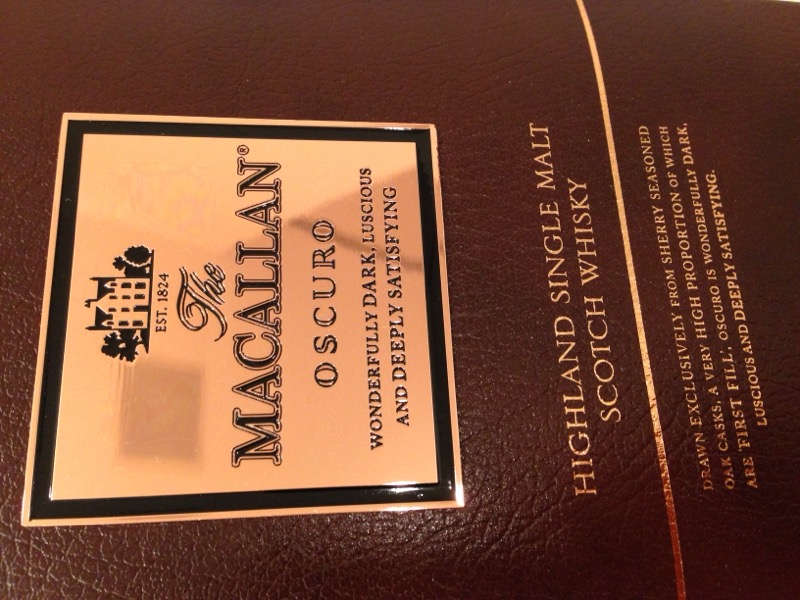 EST. 1824
The
MACALLAN®
OSCURO
WONDERFULLY DARK, LUSCIOUS
AND DEEPLY SATISFYING
HIGHLAND SINGLE MALT
SCOTCH WHISKY
DRAWN EXCLUSIVELY FROM SHERRY SEASONED
OAK CASKS, A VERY HIGH PROPORTION OF WHICH
ARE 'FIRST FILL', OSCURO IS WONDERFULLY DARK,
LUSCIOUS AND DEEPLY SATISFYING.